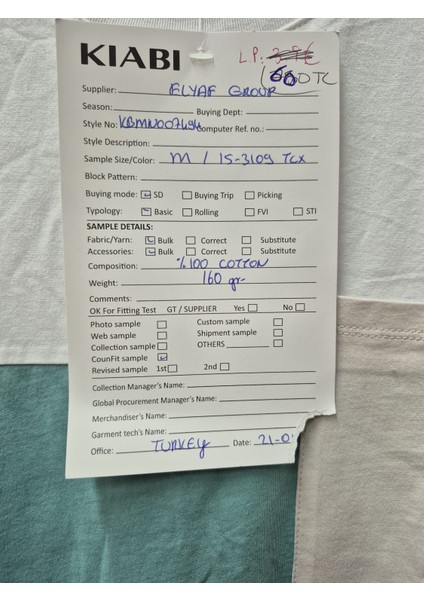 KIABI
LP:
Supplier: ELYAF GROUP
Season: Buying Dept:
Style No: Computer Ref. no.:
Style Description:
Sample Size/Color: M / 15-3109 TCX
Block Pattern:
Buying mode: SD Buying Trip Picking
Typology: Basic Rolling FVI STI
SAMPLE DETAILS:
Fabric/Yarn: Bulk Correct Substitute
Accessories: Bulk Correct Substitute
Composition: %100 COTTON
Weight: 160 gr-
Comments:
OK For Fitting Test GT / SUPPLIER Yes No
Photo sample Custom sample
Web sample Shipment sample
Collection sample OTHERS
CounFit sample
Revised sample 1st 2nd
Collection Manager's Name:
Global Procurement Manager's Name:
Merchandiser's Name:
Garment tech's Name:
Office: TURKEY Date: 21-0